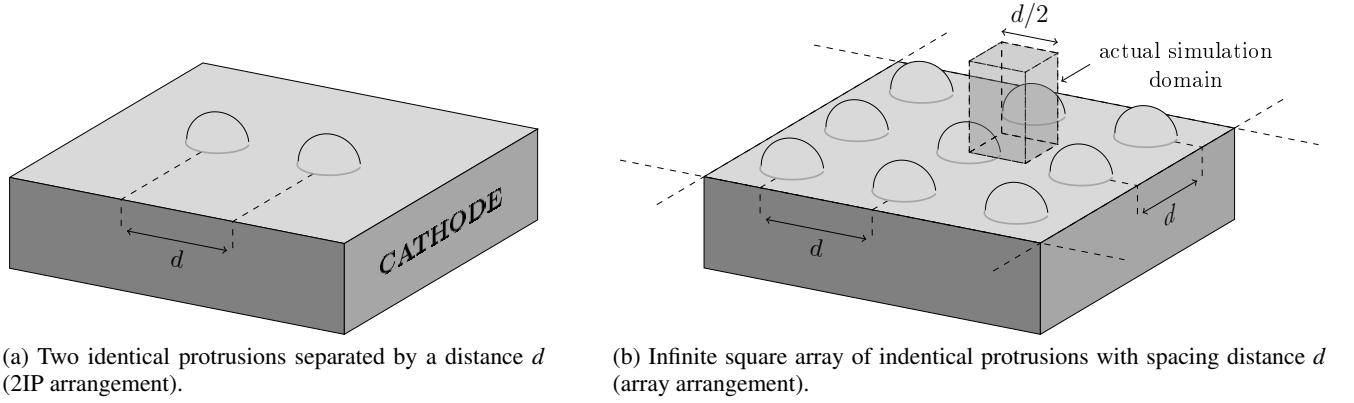 d
CATHODE
(a) Two identical protrusions separated by a distance d
(2IP arrangement).
d/2
actual simulation
domain
d
d
(b) Infinite square array of indentical protrusions with spacing distance d
(array arrangement).